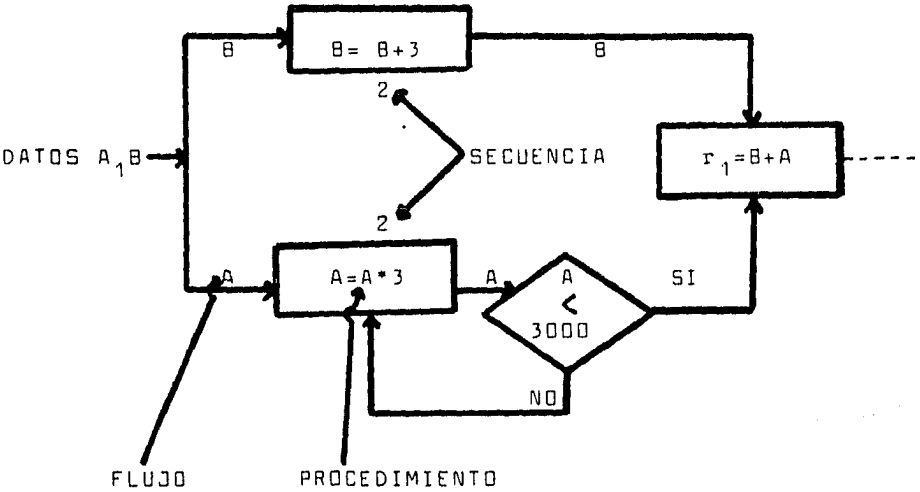 B
B= B+3
B
2
DATOS A₁B
SECUENCIA
r₁=B+A
2
A
A=A*3
A
A
<
3000
SI
NO
FLUJO
PROCEDIMIENTO